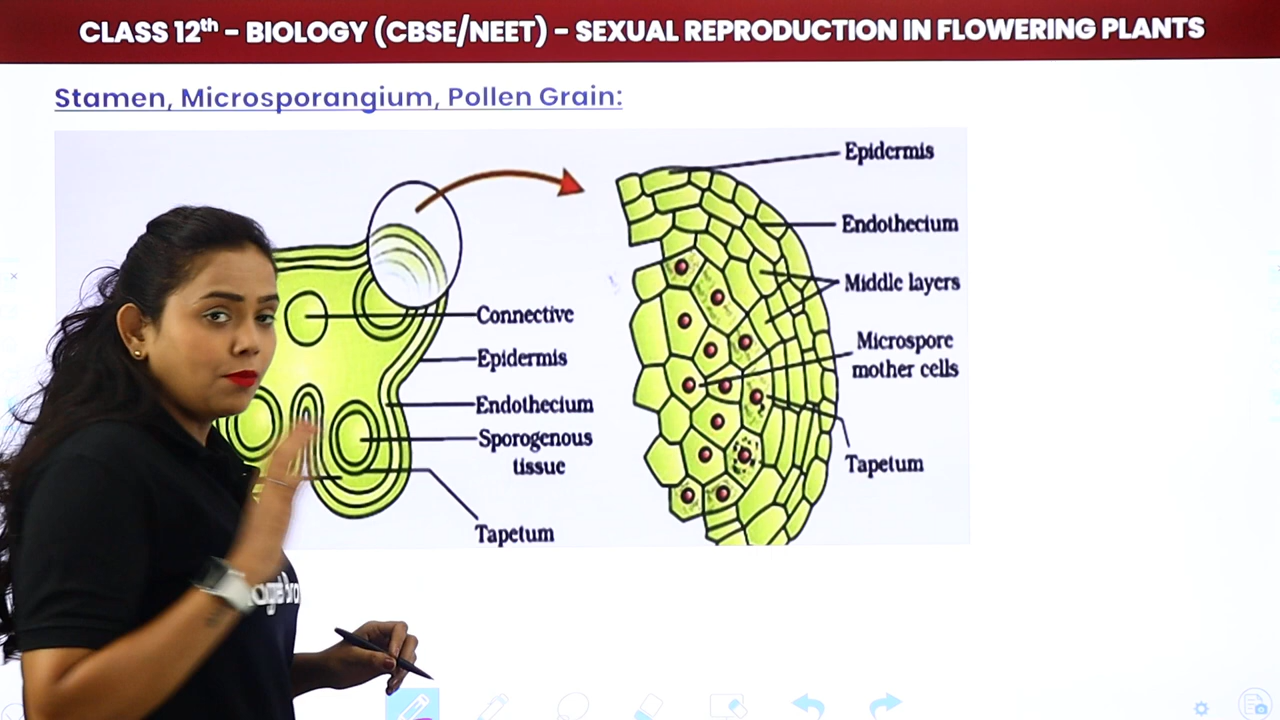 CLASS 12th – BIOLOGY (CBSE/NEET) – SEXUAL REPRODUCTION IN FLOWERING PLANTS
Stamen, Microsporangium, Pollen Grain:
Connective
Epidermis
Endothecium
Sporogenous
tissue
Tapetum
Epidermis
Endothecium
Middle layers
Microspore
mother cells
Tapetum